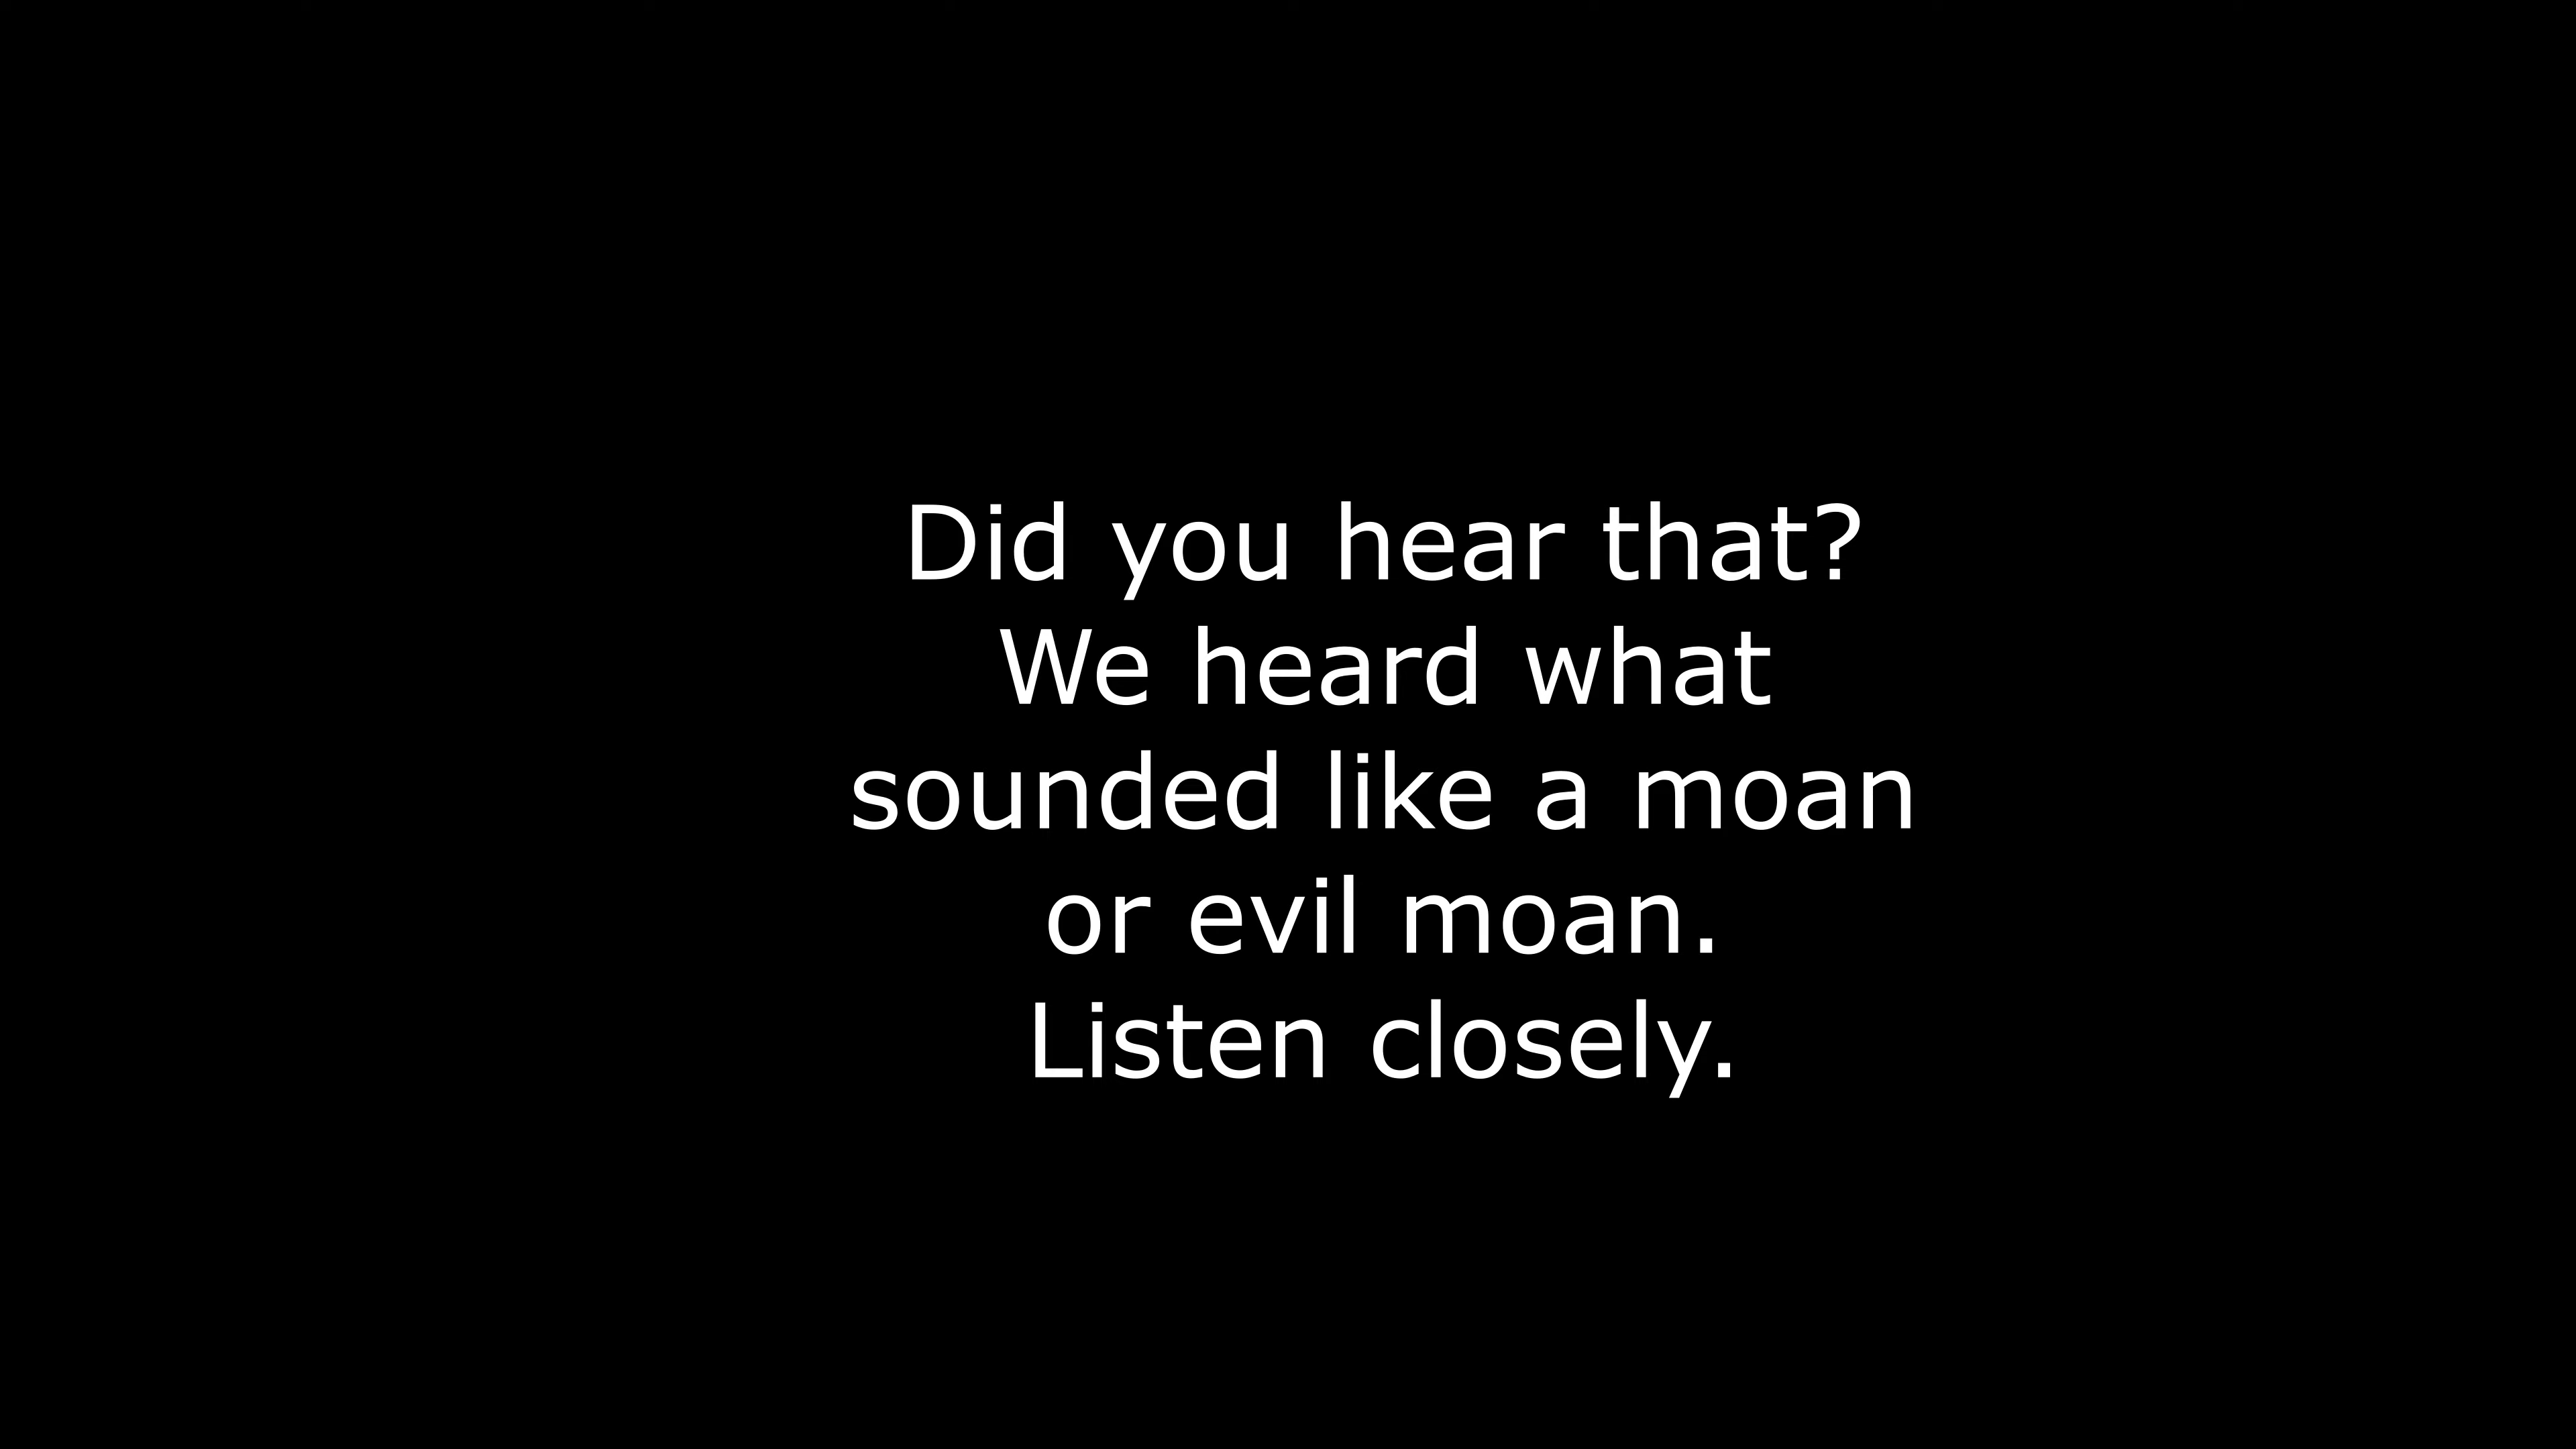 Did you hear that?
We heard what
sounded like a moan
or evil moan.
Listen closely.